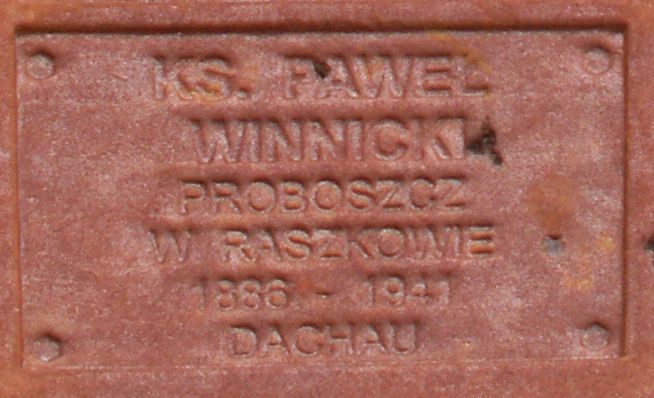 KS. PAWEŁ
WINNICKI
PROBOSZCZ
W RASZKOWIE
1886 - 1941
DACHAU